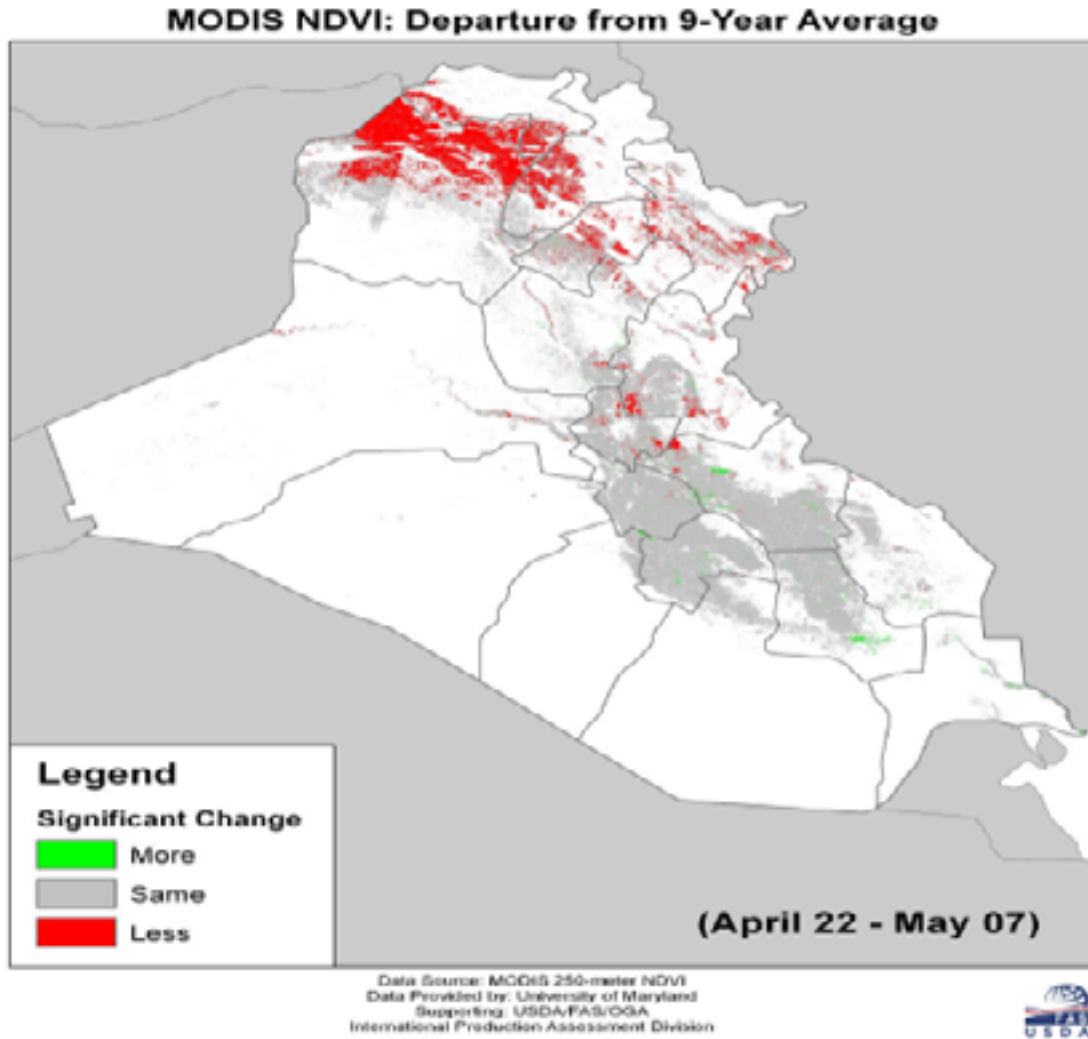 MODIS NDVI: Departure from 9-Year Average
Legend
Significant Change
More
Same
Less
(April 22 - May 07)
Data Source: MODIS 250-meter NDVI
Data Provided by: University of Maryland
Supporting: USDA/FAS/OGA
International Production Assessment Division
FAS
USDA